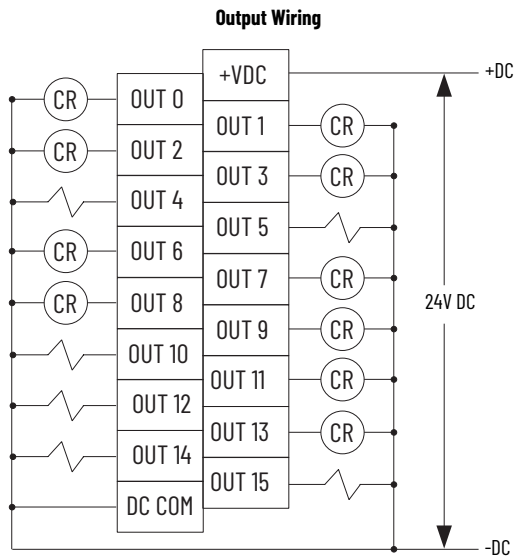 Output Wiring
+VDC
+DC
CR OUT 0
OUT 1 CR
CR OUT 2
OUT 3 CR
OUT 4
OUT 5
CR OUT 6
OUT 7 CR
CR OUT 8
24V DC
OUT 9 CR
OUT 10
OUT 11 CR
OUT 12
OUT 13 CR
OUT 14
OUT 15
DC COM
-DC